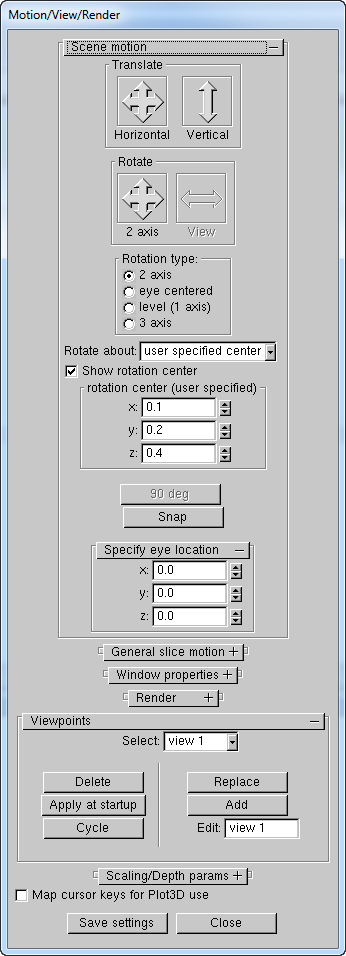 Motion/View/Render
Scene motion −
Translate
Horizontal Vertical
Rotate
2 axis View
Rotation type:
2 axis
eye centered
level (1 axis)
3 axis
Rotate about: user specified center
Show rotation center
rotation center (user specified)
x: 0.1
y: 0.2
z: 0.4
90 deg
Snap
Specify eye location −
x: 0.0
y: 0.0
z: 0.0
General slice motion +
Window properties +
Render +
Viewpoints −
Select: view 1
Delete Replace
Apply at startup Add
Cycle Edit: view 1
Scaling/Depth params +
Map cursor keys for Plot3D use
Save settings Close